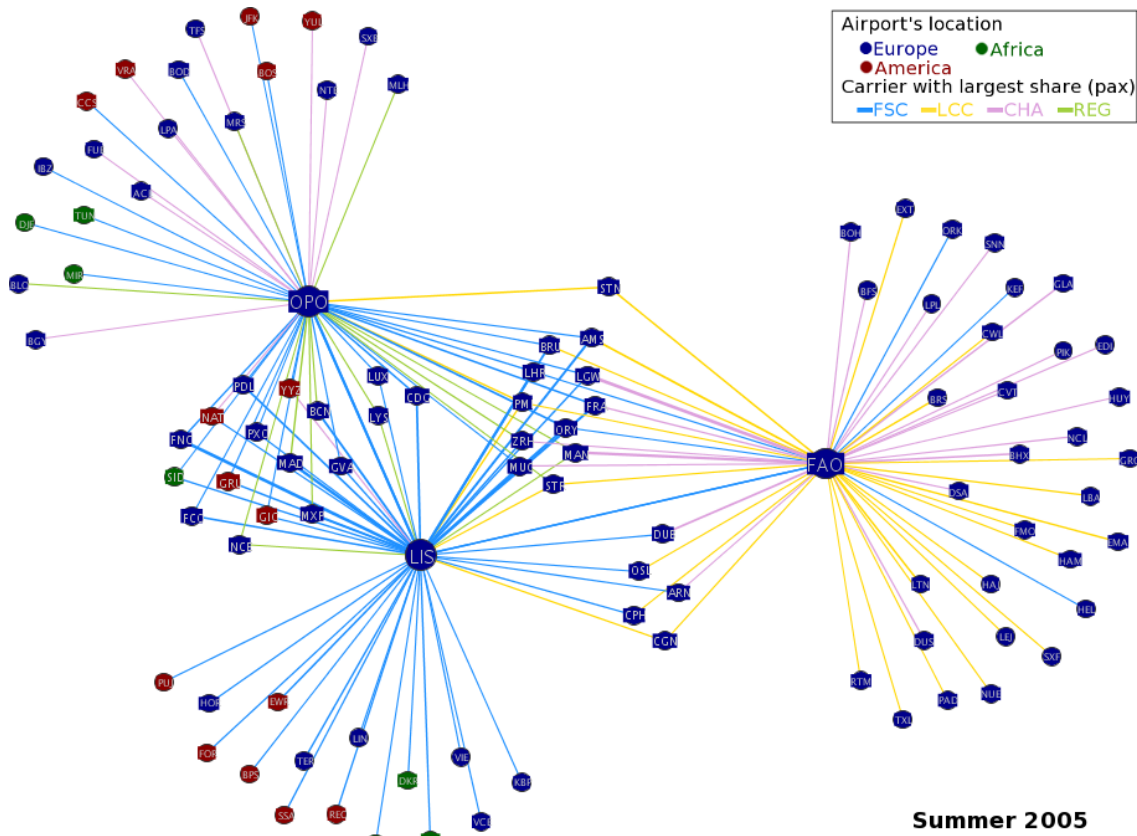 Airport's location
Europe Africa
America
Carrier with largest share (pax)
FSC LCC CHA REG
TFS
JFK
YUL
SXB
VRA
BOD
BOS
NTE
MLH
CCS
LPA
MRS
FUE
IBZ
DJE
TUN
MIR
BLQ
BGY
OPO
STN
BRU
AMS
LHR
LGW
FRA
ORY
ZRH
MAN
MUC
STR
LUX
PDL
YYZ
CDG
NAT
BCN
LYS
PXO
FNC
MAD
GVA
SID
GRU
GIG
MXP
FCO
NCE
LIS
DUB
OSL
ARN
CPH
CGN
EXT
BOH
ORK
SNN
BFS
LPL
KEF
GLA
CWL
PIK
EDI
BRS
CVT
HUY
NCL
BHX
GRO
FAO
DSA
LBA
FMO
EMA
HAM
LTN
HAJ
HEL
DUS
LEJ
SXF
RTM
PAD
NUE
TXL
HOR
EWR
FOR
BPS
TER
LIN
VIE
DKR
KBP
SSA
REC
VCE
Summer 2005